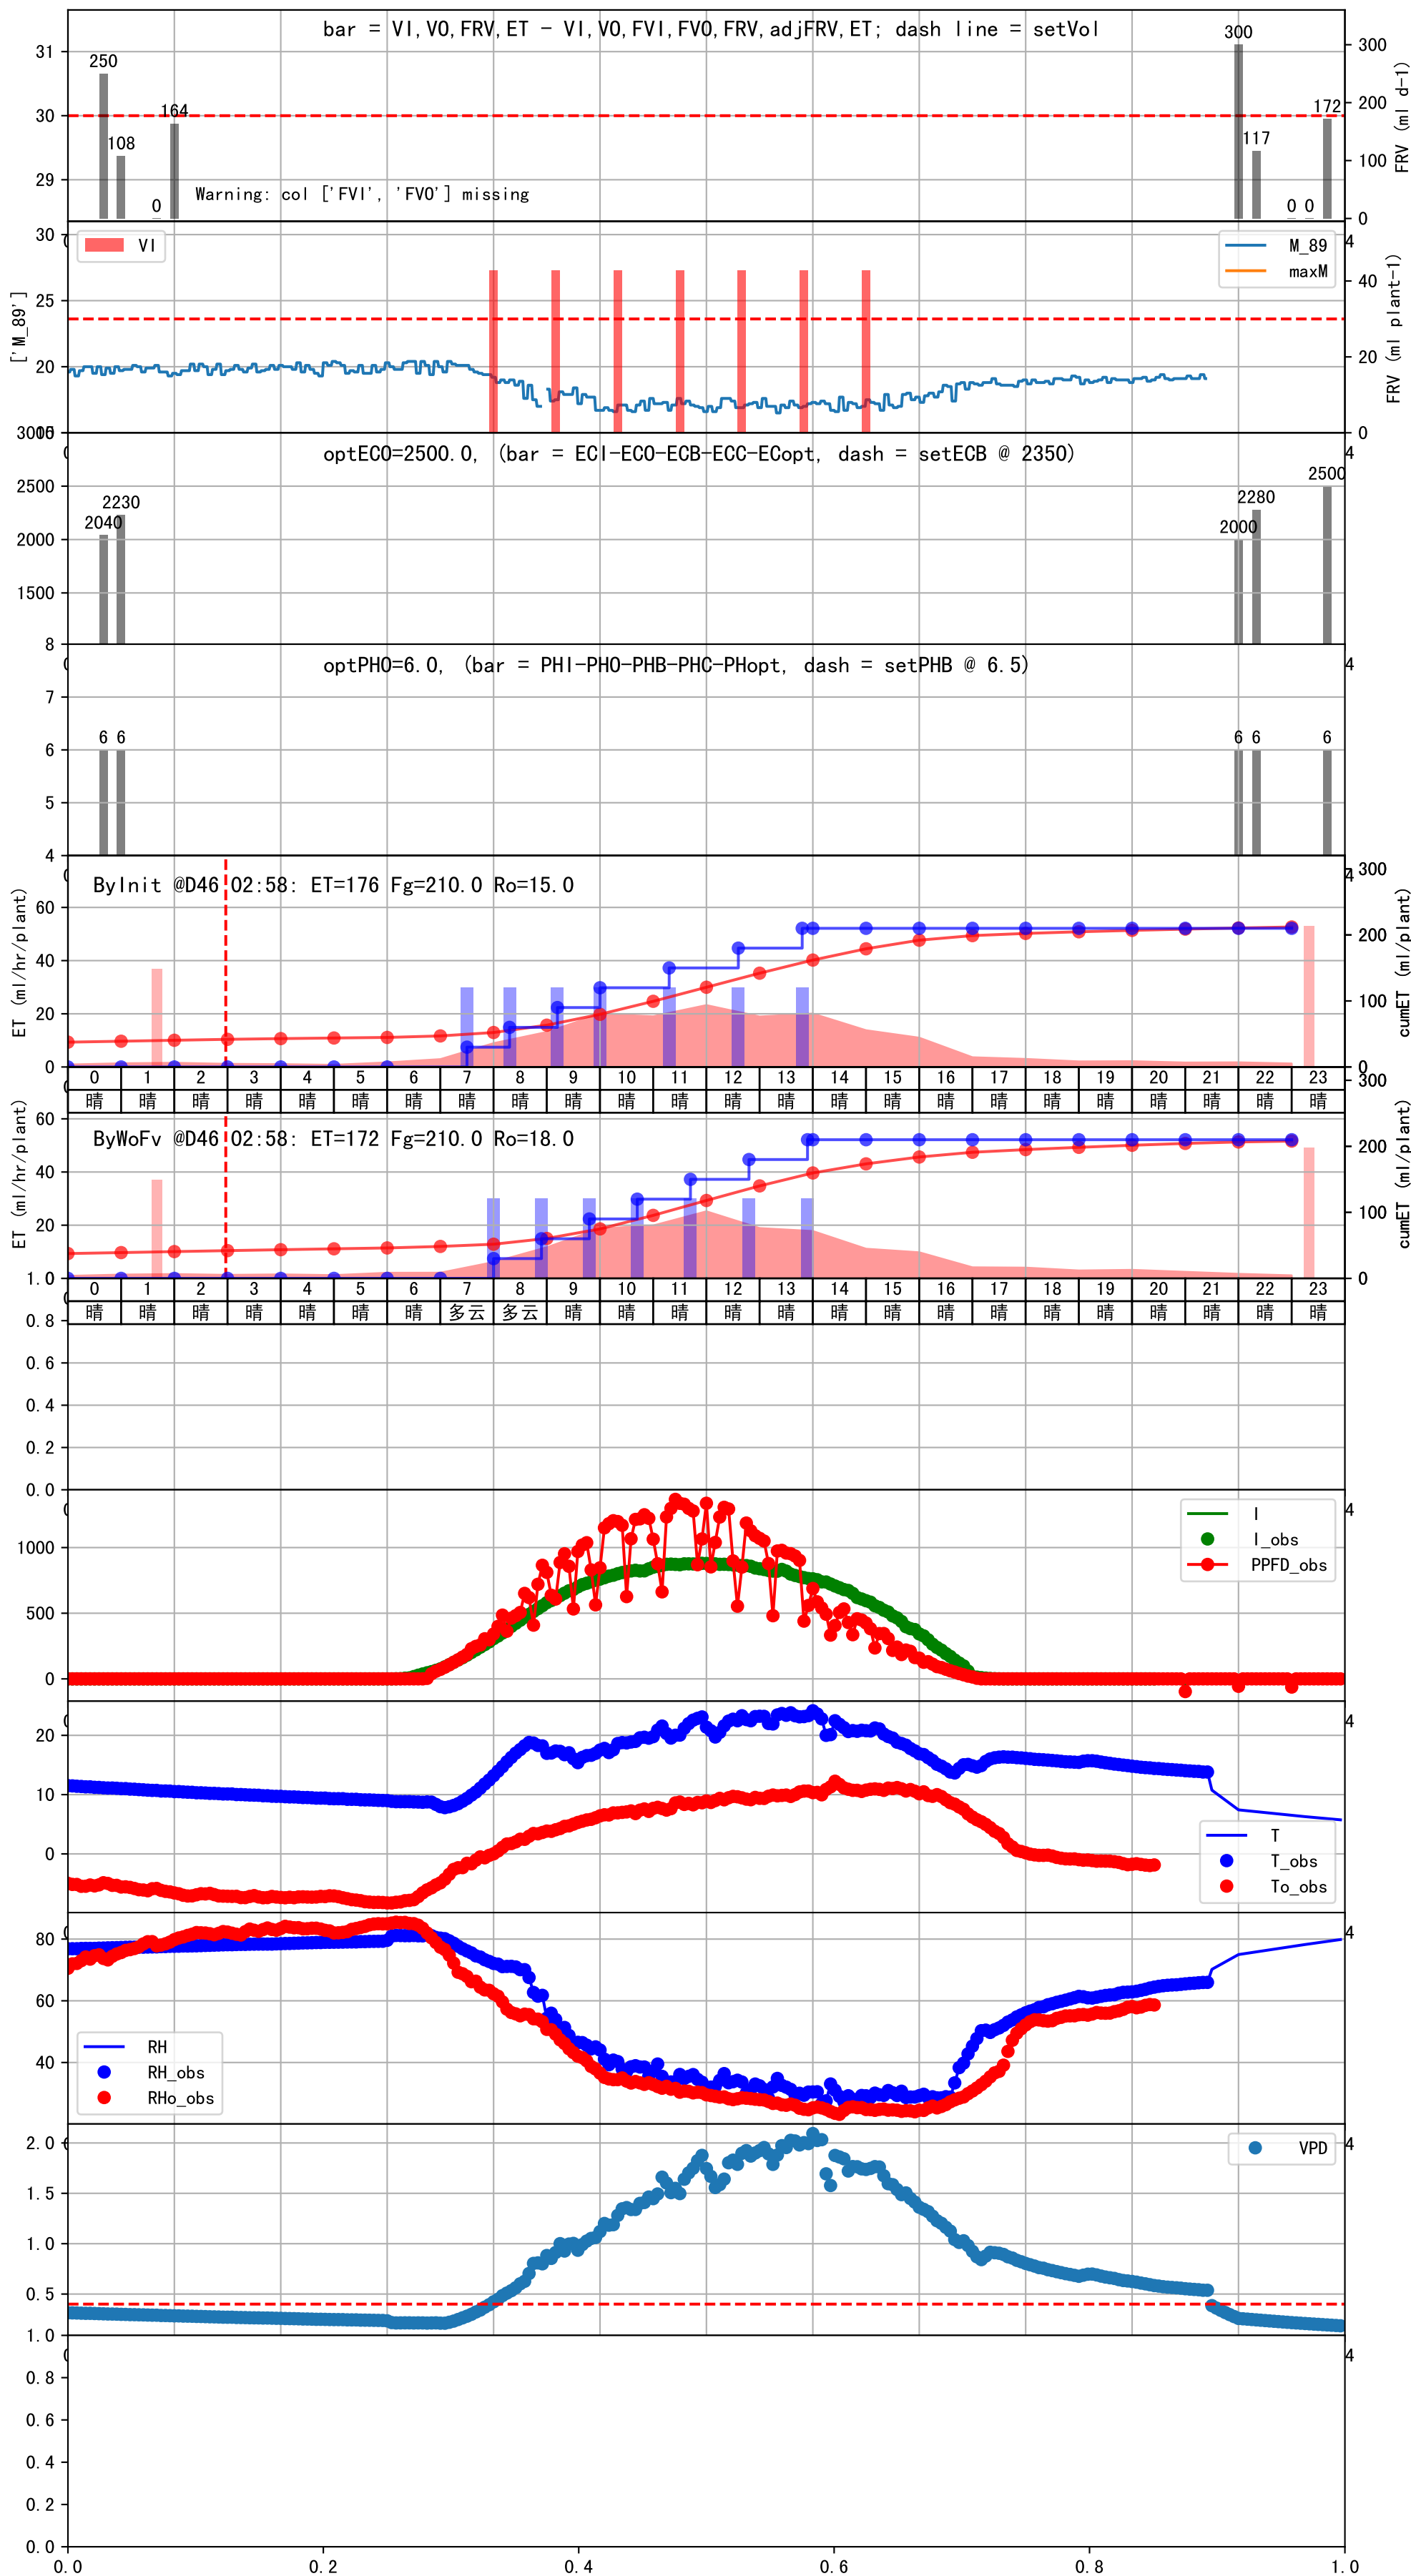 bar = VI,VO,FRV,ET - VI,VO,FVI,FVO,FRV,adjFRV,ET; dash line = setVol
31
30
29
250
108
0
164
300
117
0 0
172
Warning: col ['FVI', 'FVO'] missing
300
200
100
0
FRV (ml d-1)
['M_89']
30
25
20
15
VI
M_89
maxM
4
40
20
0
FRV (ml plant-1)
optECO=2500.0, (bar = ECI-ECO-ECB-ECC-ECopt, dash = setECB @ 2350)
3000
2500
2000
1500
2040
2230
2000
2280
2500
4
optPHO=6.0, (bar = PHI-PHO-PHB-PHC-PHopt, dash = setPHB @ 6.5)
8
7
6
5
4
6 6
6 6
6
4
ByInit @D46 02:58: ET=176 Fg=210.0 Ro=15.0
ET (ml/hr/plant)
60
40
20
0
4
300
200
100
0
cumET (ml/plant)
0 1 2 3 4 5 6 7 8 9 10 11 12 13 14 15 16 17 18 19 20 21 22 23
晴 晴 晴 晴 晴 晴 晴 晴 晴 晴 晴 晴 晴 晴 晴 晴 晴 晴 晴 晴 晴 晴 晴 晴
ByWoFv @D46 02:58: ET=172 Fg=210.0 Ro=18.0
ET (ml/hr/plant)
60
40
20
300
200
100
0
cumET (ml/plant)
0 1 2 3 4 5 6 7 8 9 10 11 12 13 14 15 16 17 18 19 20 21 22 23
晴 晴 晴 晴 晴 晴 晴 多云 多云 晴 晴 晴 晴 晴 晴 晴 晴 晴 晴 晴 晴 晴 晴 晴
1.0
0.8
0.6
0.4
0.2
0.0
1000
500
0
I
I_obs
PPFD_obs
4
20
10
0
T
T_obs
To_obs
4
80
60
40
RH
RH_obs
RHo_obs
4
2.0
1.5
1.0
0.5
VPD
4
1.0
0.8
0.6
0.4
0.2
0.0
4
0.0 0.2 0.4 0.6 0.8 1.0